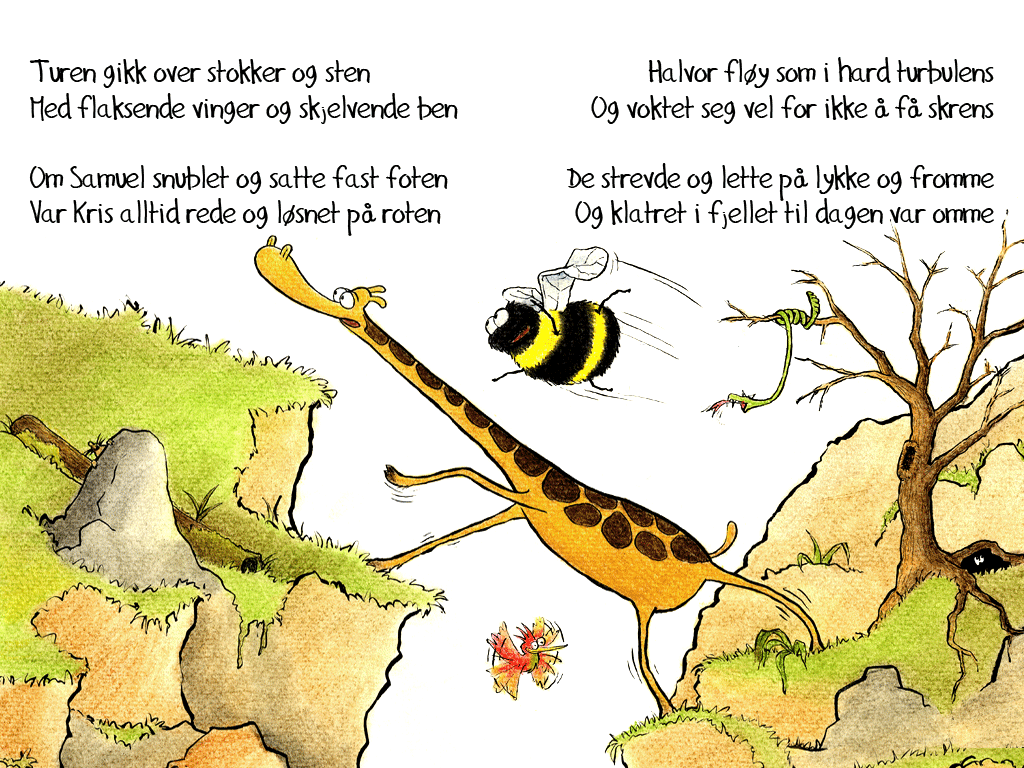 Turen gikk over stokker og sten
Med flaksende vinger og skjelvende ben
Om Samuel snublet og satte fast foten
Var Kris alltid rede og løsnet på roten
Halvor fløy som i hard turbulens
Og voktet seg vel for ikke å få skrens
De strevde og lette på lykke og fromme
Og klatret i fjellet til dagen var omme